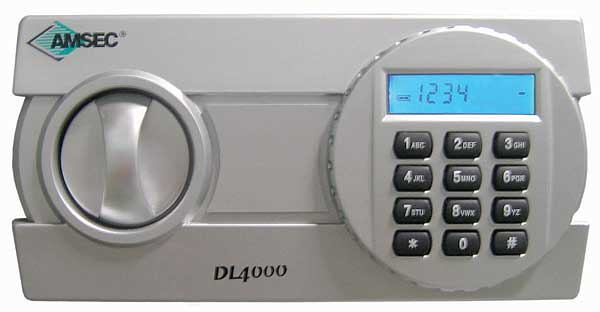 AMSEC®
1234 -
1ABC 2DEF 3GHI
4JKL 5MNO 6PQR
7STU 8VWX 9YZ
* 0 #
DL4000